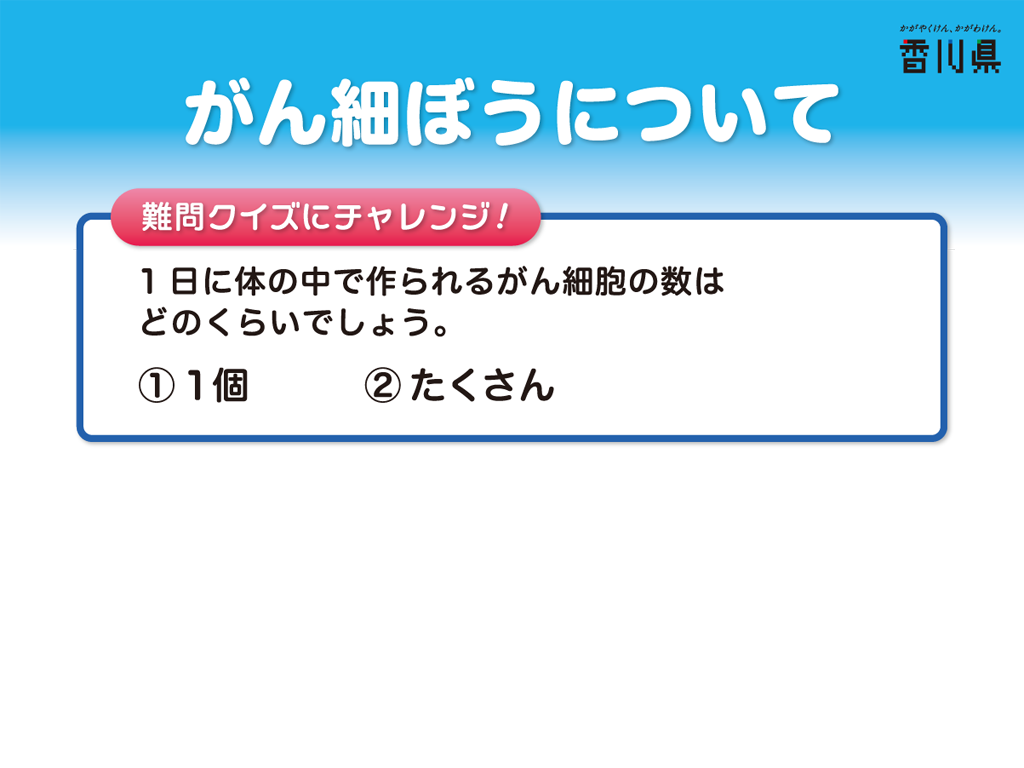 かがやくけん、かがわけん。
香川県
がん細ぼうについて
難問クイズにチャレンジ！
1日に体の中で作られるがん細胞の数は
どのくらいでしょう。
① 1個 ② たくさん